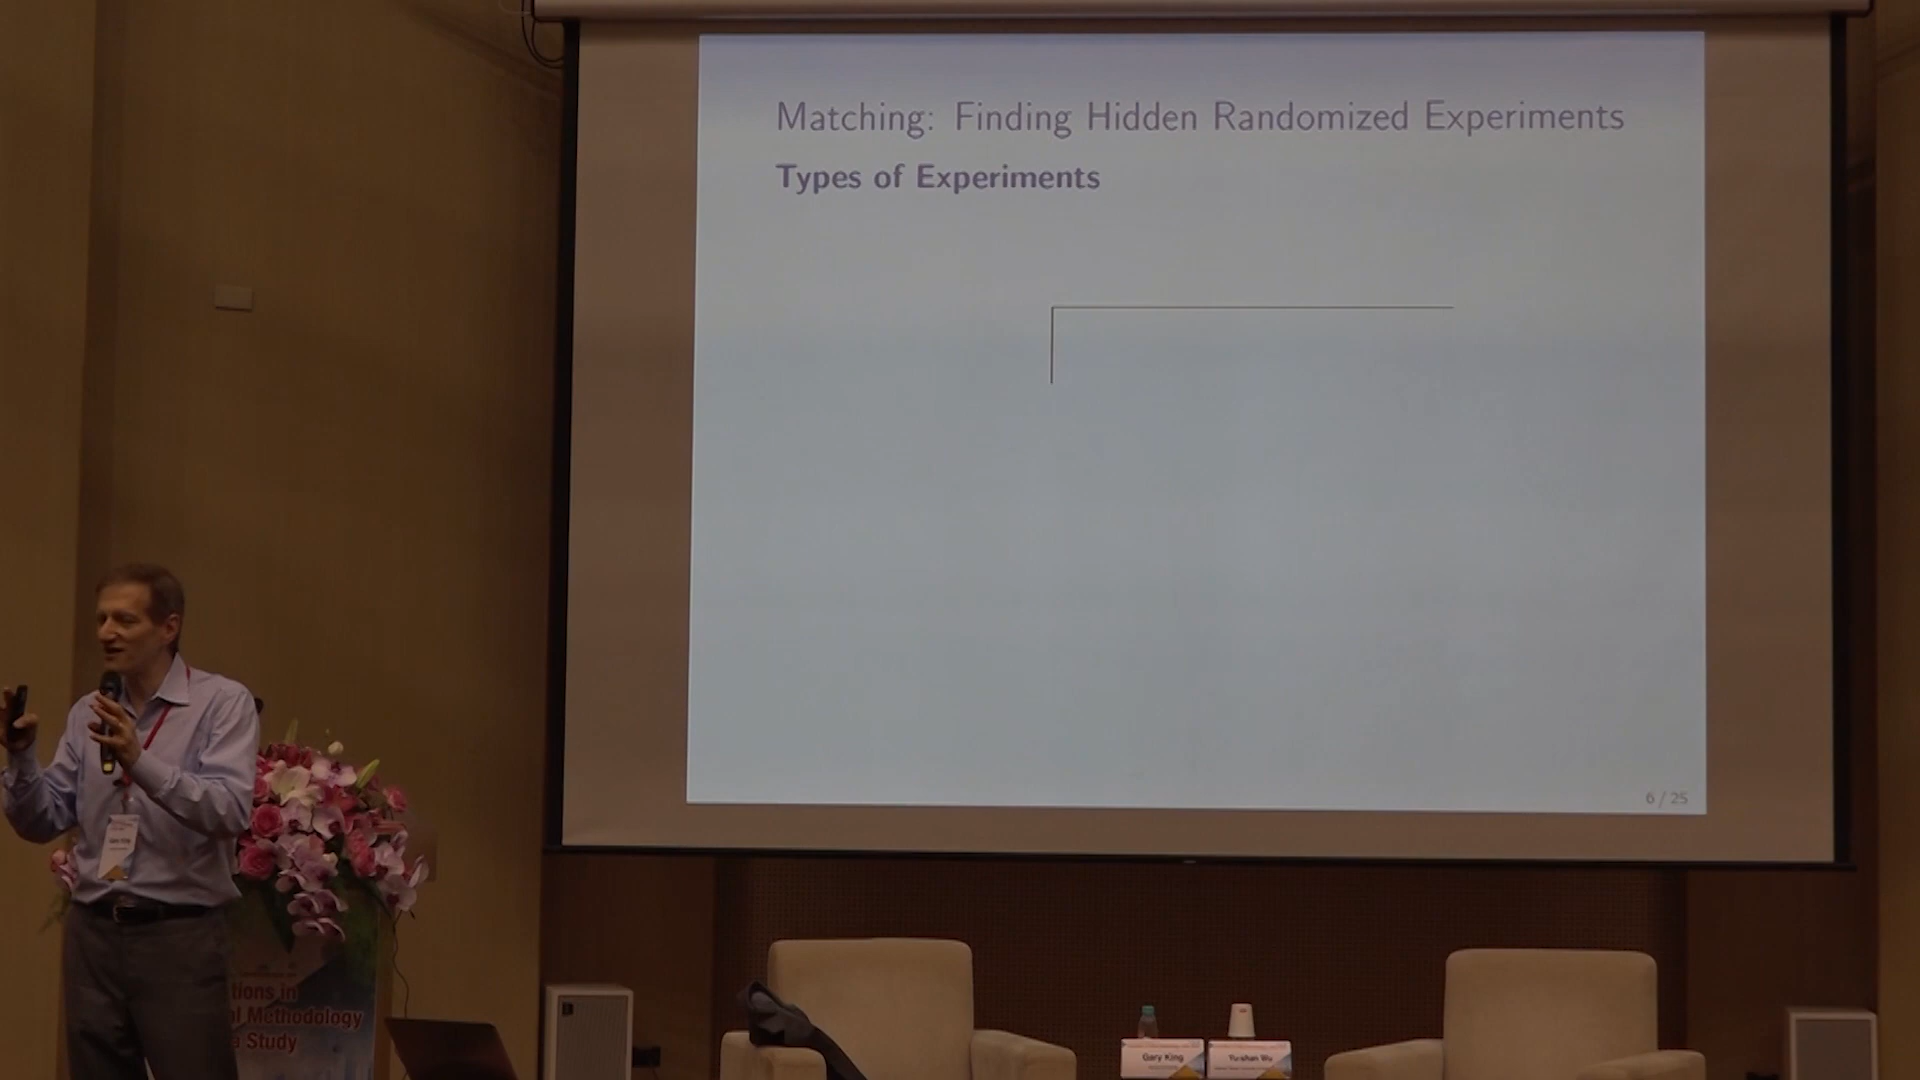 Matching: Finding Hidden Randomized Experiments
Types of Experiments
6 / 25
tions in
al Methodology
a Study
Gary King
Yu-shan Wu